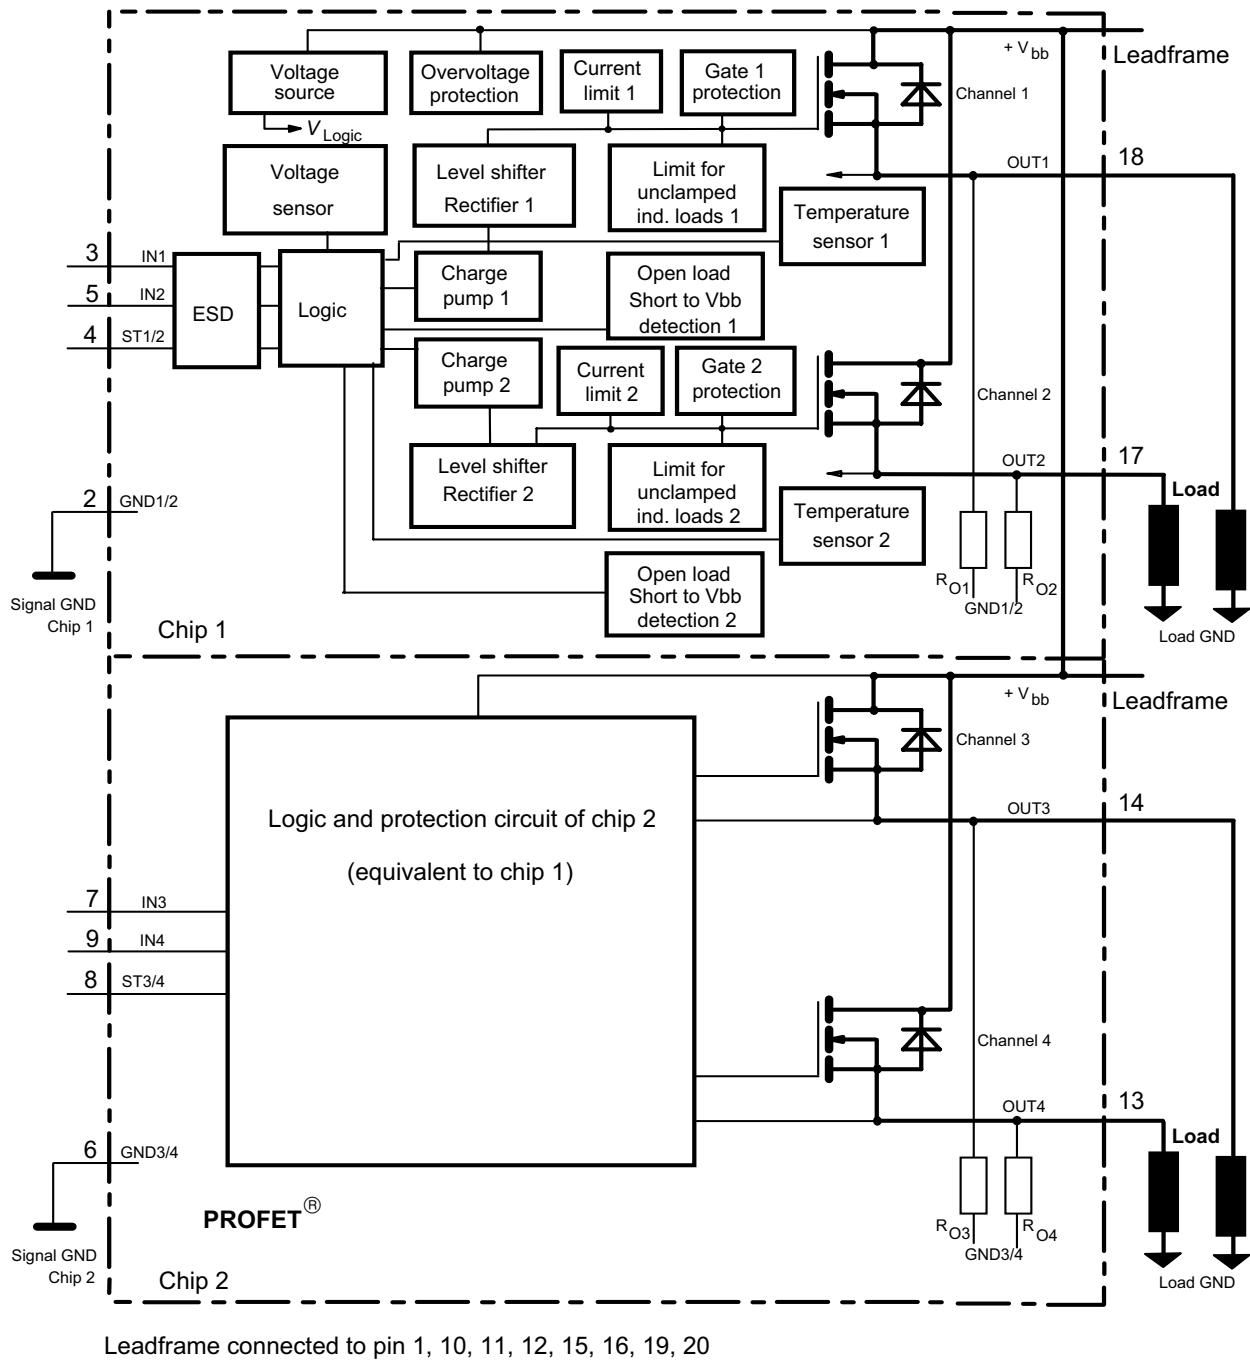 + Vbb
Leadframe
Voltage
source
Overvoltage
protection
Current
limit 1
Gate 1
protection
Channel 1
VLogic
Voltage
sensor
Level shifter
Rectifier 1
Limit for
unclamped
ind. loads 1
OUT1
18
Temperature
sensor 1
3
IN1
5
IN2
4
ST1/2
ESD
Logic
Charge
pump 1
Open load
Short to Vbb
detection 1
Charge
pump 2
Current
limit 2
Gate 2
protection
Channel 2
Level shifter
Rectifier 2
Limit for
unclamped
ind. loads 2
OUT2
17
Load
2
GND1/2
Temperature
sensor 2
Signal GND
Chip 1
Open load
Short to Vbb
detection 2
RO1
RO2
GND1/2
Load GND
Chip 1
+ Vbb
Leadframe
Channel 3
Logic and protection circuit of chip 2
(equivalent to chip 1)
OUT3
14
7
IN3
9
IN4
8
ST3/4
Channel 4
OUT4
13
Load
6
GND3/4
PROFET®
Signal GND
Chip 2
RO3
RO4
GND3/4
Load GND
Chip 2
Leadframe connected to pin 1, 10, 11, 12, 15, 16, 19, 20